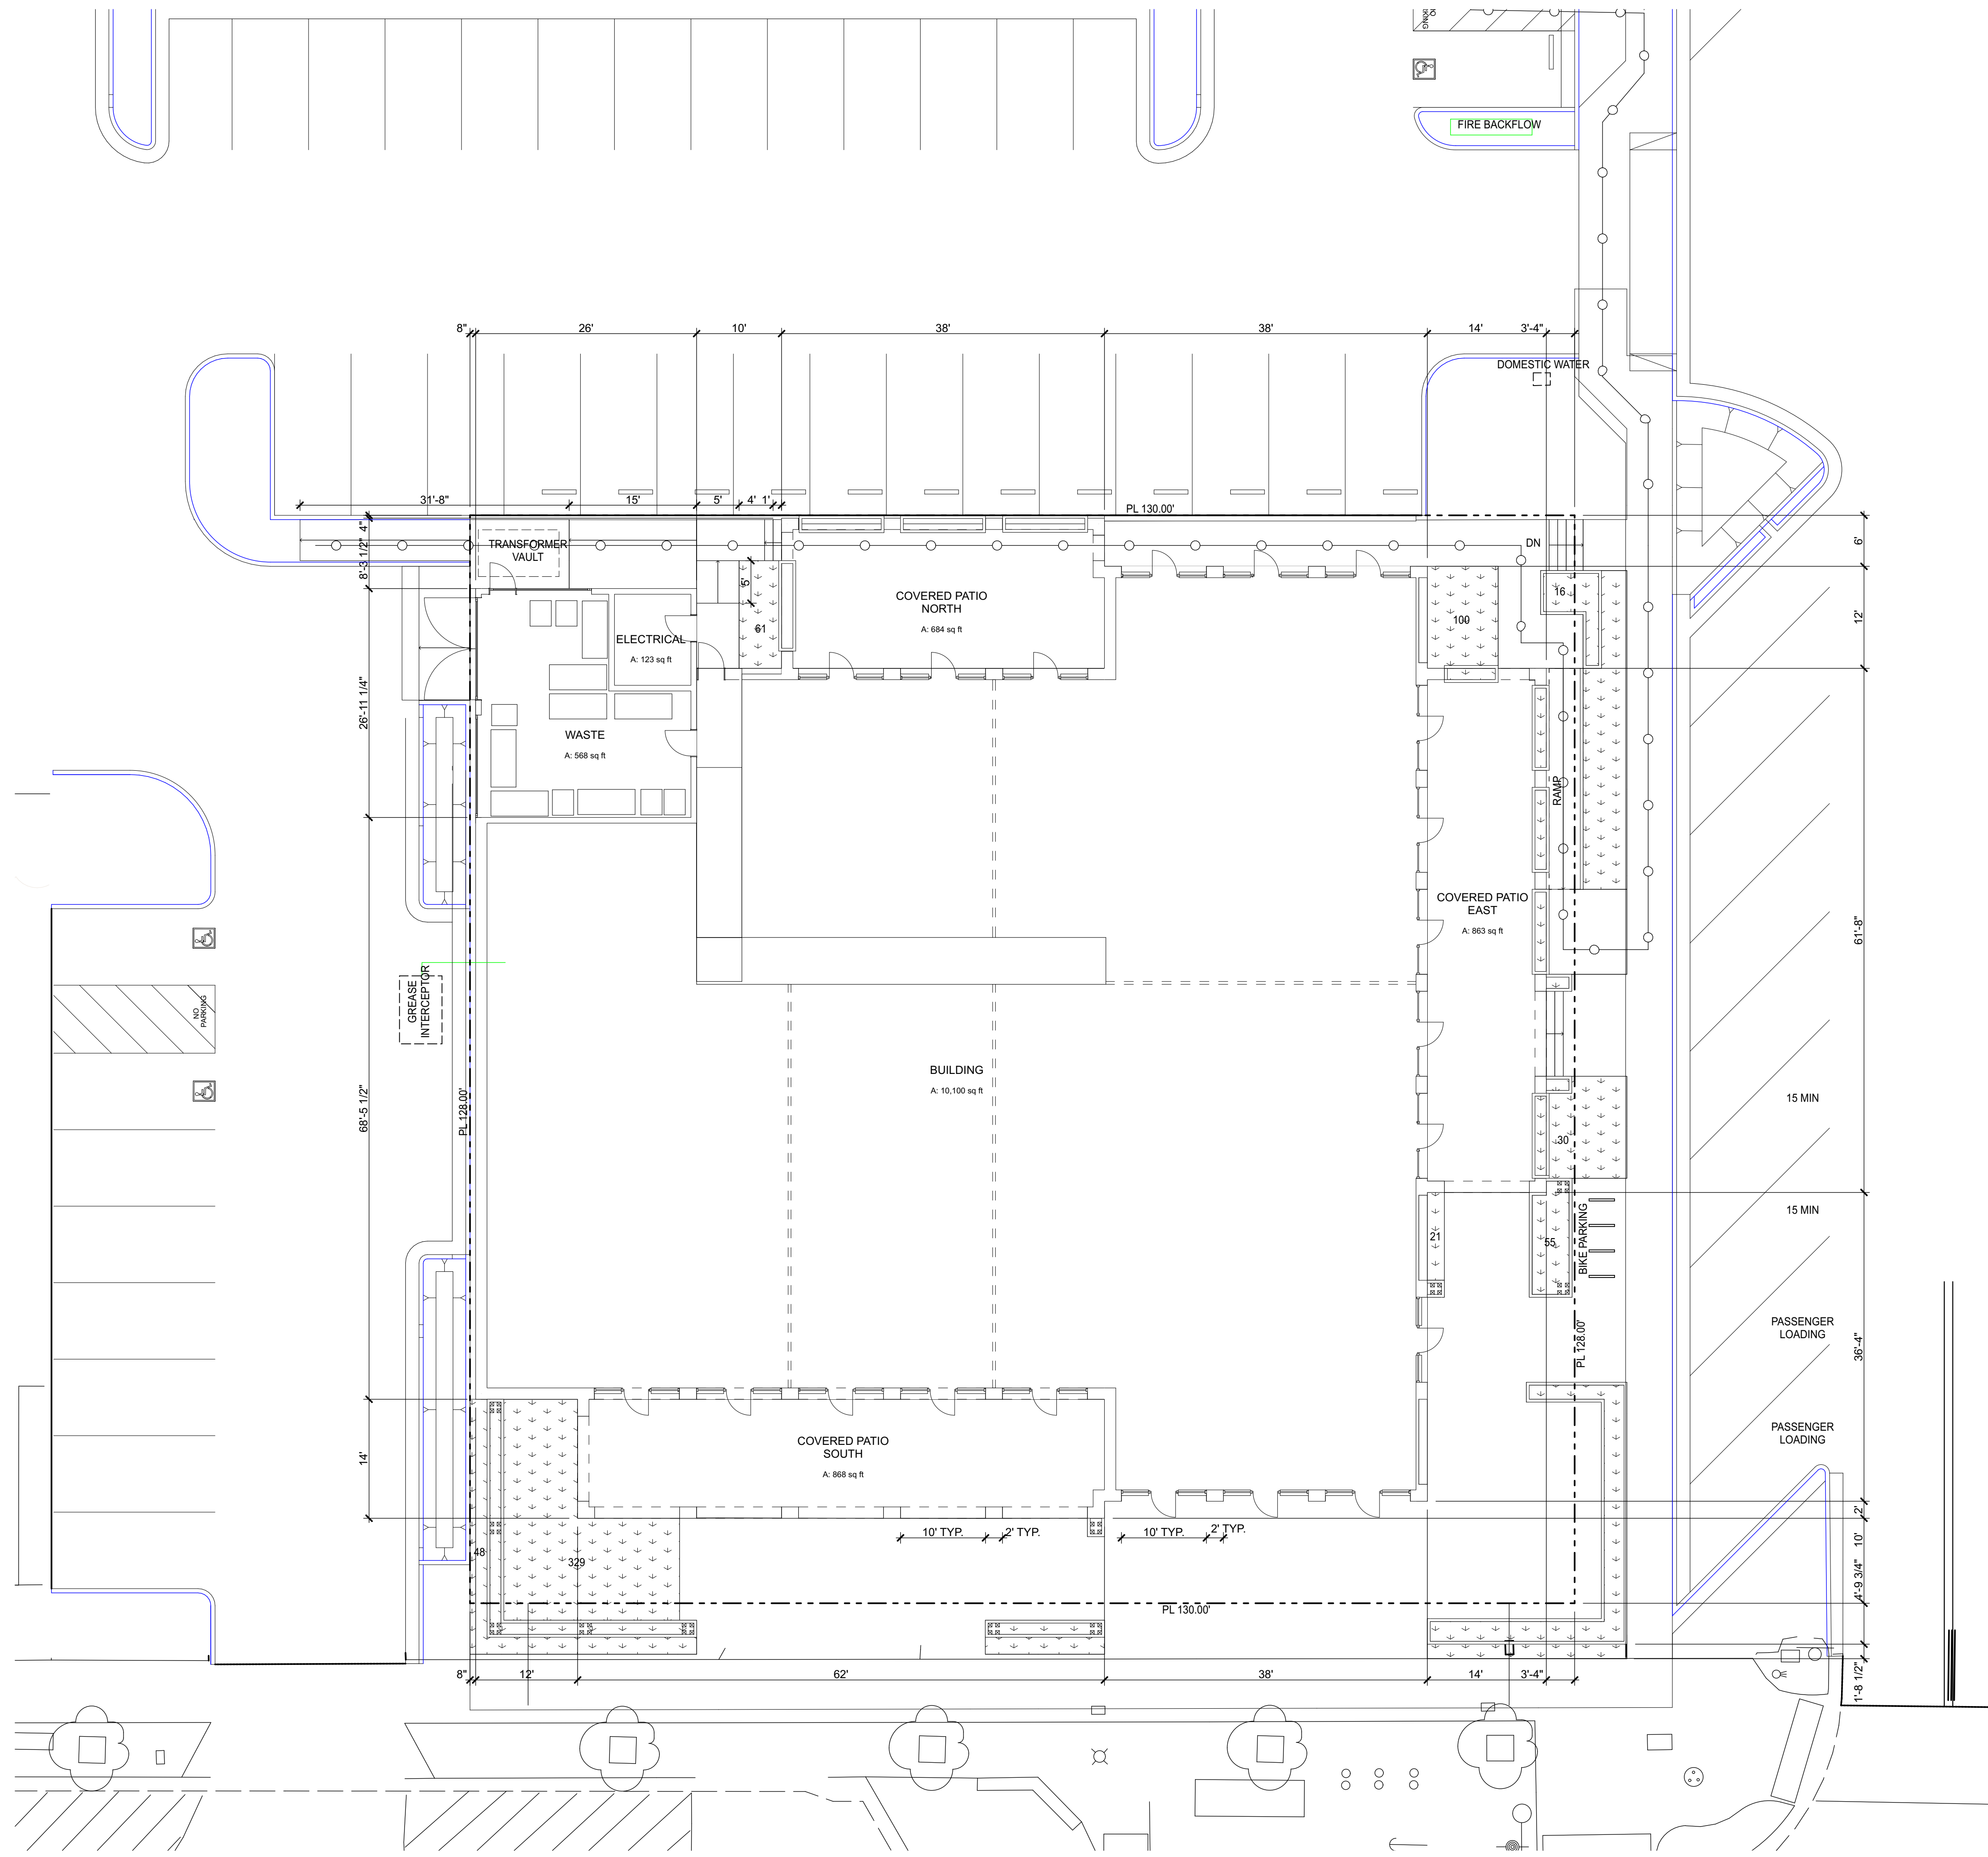 NO
PARKING
FIRE BACKFLOW
8"
26'
10'
38'
38'
14'
3'-4"
DOMESTIC WATER
31'-8"
15'
5'
4'
1'
PL 130.00'
4"
8'-3 1/2"
TRANSFORMER
VAULT
DN
6'
5'
COVERED PATIO
NORTH
A: 684 sq ft
16
12'
61
100
ELECTRICAL
A: 123 sq ft
26'-11 1/4"
WASTE
A: 568 sq ft
RAMP
COVERED PATIO
EAST
A: 863 sq ft
61'-8"
NO
PARKING
GREASE
INTERCEPTOR
BUILDING
A: 10,100 sq ft
68'-5 1/2"
PL 128.00'
15 MIN
30
15 MIN
21
55
BIKE PARKING
PASSENGER
LOADING
PL 128.00'
36'-4"
PASSENGER
LOADING
COVERED PATIO
SOUTH
A: 868 sq ft
14'
2'
10' TYP.
2' TYP.
10' TYP.
2' TYP.
10'
48
329
4'-9 3/4"
PL 130.00'
8"
12'
62'
38'
14'
3'-4"
1'-8 1/2"